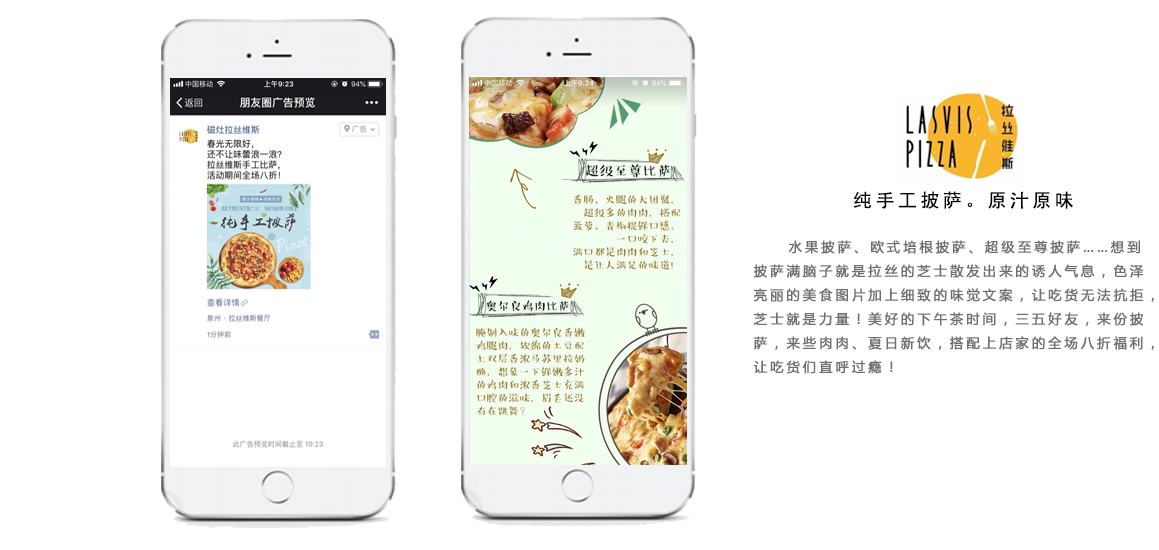 中国移动
上午9:23
94%
返回
朋友圈广告预览
LASVIS
PIZZA
磁灶拉丝维斯
广告
春光无限好，
还不让味蕾浪一浪？
拉丝维斯手工比萨，
活动期间全场八折！
AUTHENTIC 三 MEMORABLE
纯手工披萨
Pizza
查看详情
泉州·拉丝维斯餐厅
1分钟前
此广告预览时间截止至 10:23
中国移动
上午9:24
94%
超级至尊比萨
香肠、火腿的大团聚，
超级多的肉肉，搭配
菠萝、青椒提鲜口感。
一口咬下去，
满口都是肉肉和芝士，
是让人满足的味道！
奥尔良鸡肉比萨
腌制入味的奥尔良香嫩
鸡腿肉，软绵的土豆配
上双层香浓马苏里拉奶
酪，想象一下鲜嫩多汁
的鸡肉和浓香芝士充满
口腔的滋味，眉毛还没
有在跳舞？
LASVIS
PIZZA
拉丝维斯
纯手工披萨。原汁原味
水果披萨、欧式培根披萨、超级至尊披萨……想到
披萨满脑子就是拉丝的芝士散发出来的诱人气息，色泽
亮丽的美食图片加上细致的味觉文案，让吃货无法抗拒，
芝士就是力量！美好的下午茶时间，三五好友，来份披
萨，来些肉肉、夏日新饮，搭配上店家的全场八折福利，
让吃货们直呼过瘾！